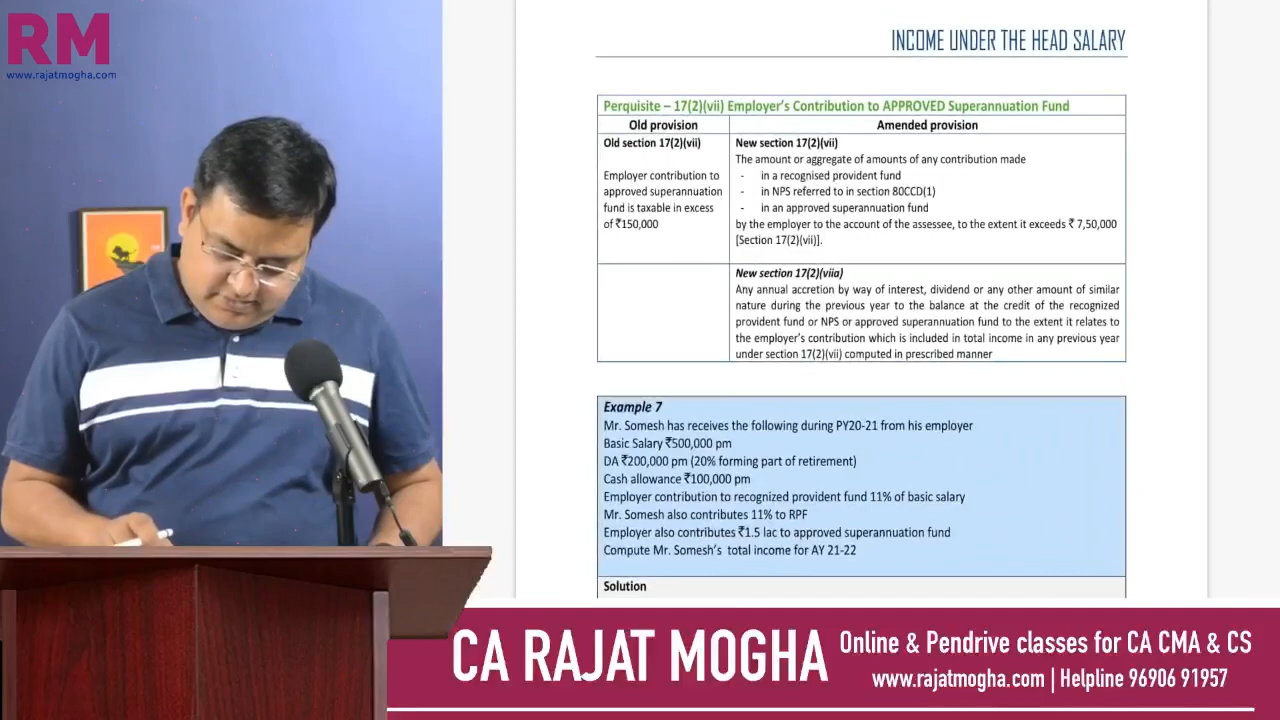 RM
www.rajatmogha.com
INCOME UNDER THE HEAD SALARY
Perquisite – 17(2)(vii) Employer's Contribution to APPROVED Superannuation Fund
Old provision
Amended provision
Old section 17(2)(vii)
Employer contribution to
approved superannuation
fund is taxable in excess
of ₹150,000
New section 17(2)(vii)
The amount or aggregate of amounts of any contribution made
- in a recognised provident fund
- in NPS referred to in section 80CCD(1)
- in an approved superannuation fund
by the employer to the account of the assessee, to the extent it exceeds ₹ 7,50,000
[Section 17(2)(vii)].
New section 17(2)(viia)
Any annual accretion by way of interest, dividend or any other amount of similar
nature during the previous year to the balance at the credit of the recognized
provident fund or NPS or approved superannuation fund to the extent it relates to
the employer's contribution which is included in total income in any previous year
under section 17(2)(vii) computed in prescribed manner
Example 7
Mr. Somesh has receives the following during PY20-21 from his employer
Basic Salary ₹500,000 pm
DA ₹200,000 pm (20% forming part of retirement)
Cash allowance ₹100,000 pm
Employer contribution to recognized provident fund 11% of basic salary
Mr. Somesh also contributes 11% to RPF
Employer also contributes ₹1.5 lac to approved superannuation fund
Compute Mr. Somesh's total income for AY 21-22
Solution
CA RAJAT MOGHA
Online & Pendrive classes for CA CMA & CS
www.rajatmogha.com | Helpline 96906 91957